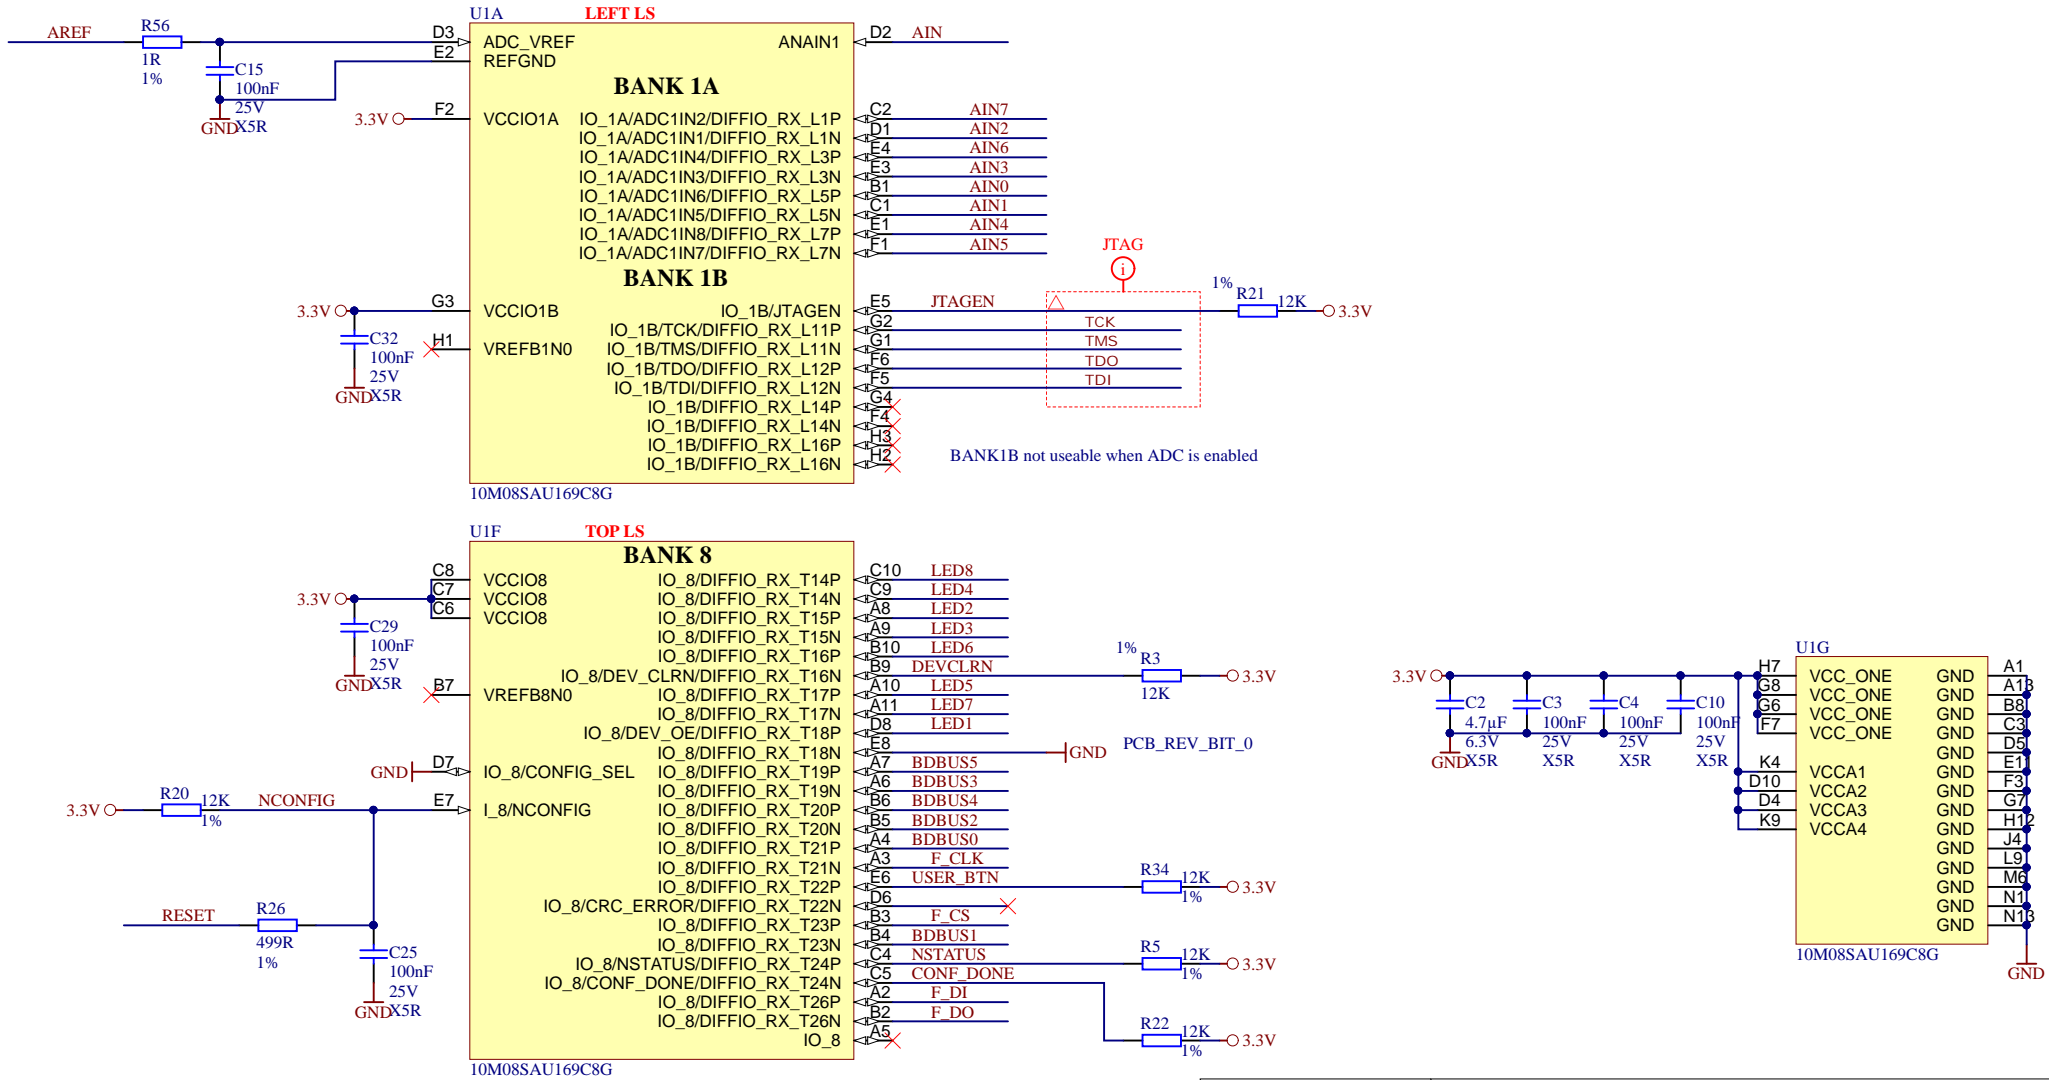 U1A
LEFT LS
AREF
R56
1R
1%
C15
100nF
25V
X5R
GND
D3
ADC_VREF
E2
REFGND
ANAIN1
D2
AIN
BANK 1A
3.3V
F2
VCCIO1A
IO_1A/ADC1IN2/DIFFIO_RX_L1P C2 AIN7
IO_1A/ADC1IN1/DIFFIO_RX_L1N D1 AIN2
IO_1A/ADC1IN4/DIFFIO_RX_L3P E4 AIN6
IO_1A/ADC1IN3/DIFFIO_RX_L3N E3 AIN3
IO_1A/ADC1IN6/DIFFIO_RX_L5P B1 AIN0
IO_1A/ADC1IN5/DIFFIO_RX_L5N C1 AIN1
IO_1A/ADC1IN8/DIFFIO_RX_L7P E1 AIN4
IO_1A/ADC1IN7/DIFFIO_RX_L7N F1 AIN5
BANK 1B
JTAG
i
3.3V
G3
VCCIO1B
C32
100nF
25V
X5R
GND
H1
VREFB1N0
IO_1B/JTAGEN E5 JTAGEN
1%
R21
12K
3.3V
IO_1B/TCK/DIFFIO_RX_L11P G2 TCK
IO_1B/TMS/DIFFIO_RX_L11N G1 TMS
IO_1B/TDO/DIFFIO_RX_L12P F6 TDO
IO_1B/TDI/DIFFIO_RX_L12N F5 TDI
IO_1B/DIFFIO_RX_L14P G4
IO_1B/DIFFIO_RX_L14N F4
IO_1B/DIFFIO_RX_L16P H3
IO_1B/DIFFIO_RX_L16N H2
BANK1B not useable when ADC is enabled
10M08SAU169C8G
U1F
TOP LS
BANK 8
C8 VCCIO8
C7 VCCIO8
C6 VCCIO8
3.3V
C29
100nF
25V
X5R
GND
B7
VREFB8N0
GND
D7
IO_8/CONFIG_SEL
3.3V
R20
12K
1%
NCONFIG
E7
I_8/NCONFIG
RESET
R26
499R
1%
C25
100nF
25V
X5R
GND
IO_8/DIFFIO_RX_T14P C10 LED8
IO_8/DIFFIO_RX_T14N C9 LED4
IO_8/DIFFIO_RX_T15P A8 LED2
IO_8/DIFFIO_RX_T15N A9 LED3
IO_8/DIFFIO_RX_T16P B10 LED6
IO_8/DEV_CLRN/DIFFIO_RX_T16N B9 DEVCLRN
1%
R3
12K
3.3V
IO_8/DIFFIO_RX_T17P A10 LED5
IO_8/DIFFIO_RX_T17N A11 LED7
IO_8/DEV_OE/DIFFIO_RX_T18P D8 LED1
IO_8/DIFFIO_RX_T18N E8
GND
PCB_REV_BIT_0
IO_8/DIFFIO_RX_T19P A7 BDBUS5
IO_8/DIFFIO_RX_T19N A6 BDBUS3
IO_8/DIFFIO_RX_T20P B6 BDBUS4
IO_8/DIFFIO_RX_T20N B5 BDBUS2
IO_8/DIFFIO_RX_T21P A4 BDBUS0
IO_8/DIFFIO_RX_T21N A3 F_CLK
IO_8/DIFFIO_RX_T22P E6 USER_BTN
R34
12K
1%
3.3V
IO_8/CRC_ERROR/DIFFIO_RX_T22N D6
IO_8/DIFFIO_RX_T23P B3 F_CS
IO_8/DIFFIO_RX_T23N B4 BDBUS1
IO_8/NSTATUS/DIFFIO_RX_T24P C4 NSTATUS
R5
12K
1%
3.3V
IO_8/CONF_DONE/DIFFIO_RX_T24N C5 CONF_DONE
IO_8/DIFFIO_RX_T26P A2 F_DI
IO_8/DIFFIO_RX_T26N B2 F_DO
IO_8 A5
R22
12K
1%
3.3V
10M08SAU169C8G
U1G
3.3V
C2
4.7µF
6.3V
X5R
GND
C3
100nF
25V
X5R
C4
100nF
25V
X5R
C10
100nF
25V
X5R
H7 VCC_ONE
G8 VCC_ONE
G6 VCC_ONE
F7 VCC_ONE
K4 VCCA1
D10 VCCA2
D4 VCCA3
K9 VCCA4
GND A1
GND A13
GND B8
GND C3
GND D5
GND E11
GND F3
GND G7
GND H12
GND J4
GND L9
GND M6
GND N1
GND N13
GND
10M08SAU169C8G